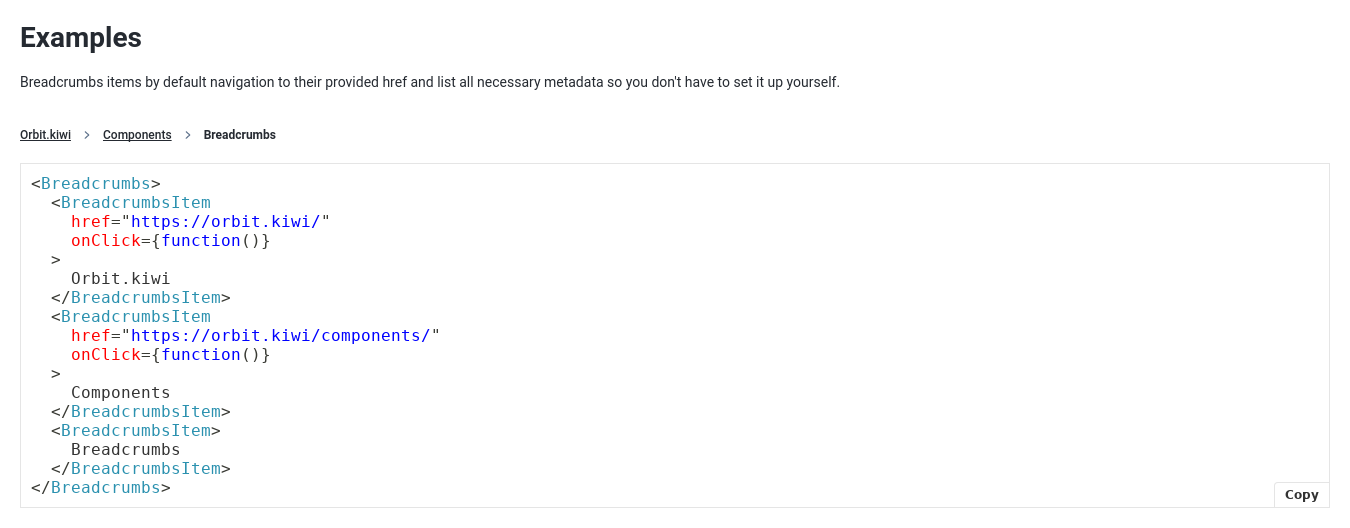 Examples
Breadcrumbs items by default navigation to their provided href and list all necessary metadata so you don't have to set it up yourself.
Orbit.kiwi > Components > Breadcrumbs
<Breadcrumbs>
  <BreadcrumbsItem
    href="https://orbit.kiwi/"
    onClick={function()}
  >
    Orbit.kiwi
  </BreadcrumbsItem>
  <BreadcrumbsItem
    href="https://orbit.kiwi/components/"
    onClick={function()}
  >
    Components
  </BreadcrumbsItem>
  <BreadcrumbsItem>
    Breadcrumbs
  </BreadcrumbsItem>
</Breadcrumbs>
Copy